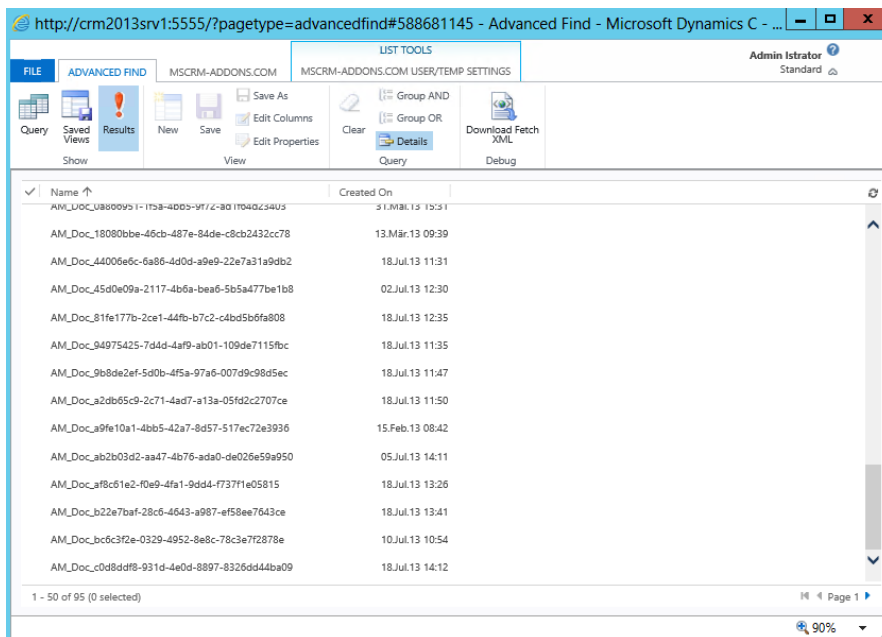 http://crm2013srv1:5555/?pagetype=advancedfind#588681145 - Advanced Find - Microsoft Dynamics C - ...
LIST TOOLS
Admin Istrator
Standard
FILE ADVANCED FIND MSCRM-ADDONS.COM MSCRM-ADDONS.COM USER/TEMP SETTINGS
Query Saved Views Results New Save Save As Edit Columns Edit Properties Clear Group AND Group OR Details Download Fetch XML
Show View Query Debug
Name Created On
AM_Doc_0a866951-1f5a-4bb5-9f72-ad1f64d23403 31.Mai.13 15:31
AM_Doc_18080bbe-46cb-487e-84de-c8cb2432cc78 13.Mär.13 09:39
AM_Doc_44006e6c-6a86-4d0d-a9e9-22e7a31a9db2 18.Jul.13 11:31
AM_Doc_45d0e09a-2117-4b6a-bea6-5b5a477be1b8 02.Jul.13 12:30
AM_Doc_81fe177b-2ce1-44fb-b7c2-c4bd5b6fa808 18.Jul.13 12:35
AM_Doc_94975425-7d4d-4af9-ab01-109de7115fbc 18.Jul.13 11:35
AM_Doc_9b8de2ef-5d0b-4f5a-97a6-007d9c98d5ec 18.Jul.13 11:47
AM_Doc_a2db65c9-2c71-4ad7-a13a-05fd2c2707ce 18.Jul.13 11:50
AM_Doc_a9fe10a1-4bb5-42a7-8d57-517ec72e3936 15.Feb.13 08:42
AM_Doc_ab2b03d2-aa47-4b76-ada0-de026e59a950 05.Jul.13 14:11
AM_Doc_af8c61e2-f0e9-4fa1-9dd4-f737f1e05815 18.Jul.13 13:26
AM_Doc_b22e7baf-28c6-4643-a987-ef58ee7643ce 18.Jul.13 13:41
AM_Doc_bc6c3f2e-0329-4952-8e8c-78c3e7f2878e 10.Jul.13 10:54
AM_Doc_c0d8ddf8-931d-4e0d-8897-8326dd44ba09 18.Jul.13 14:12
1 - 50 of 95 (0 selected) Page 1
90%